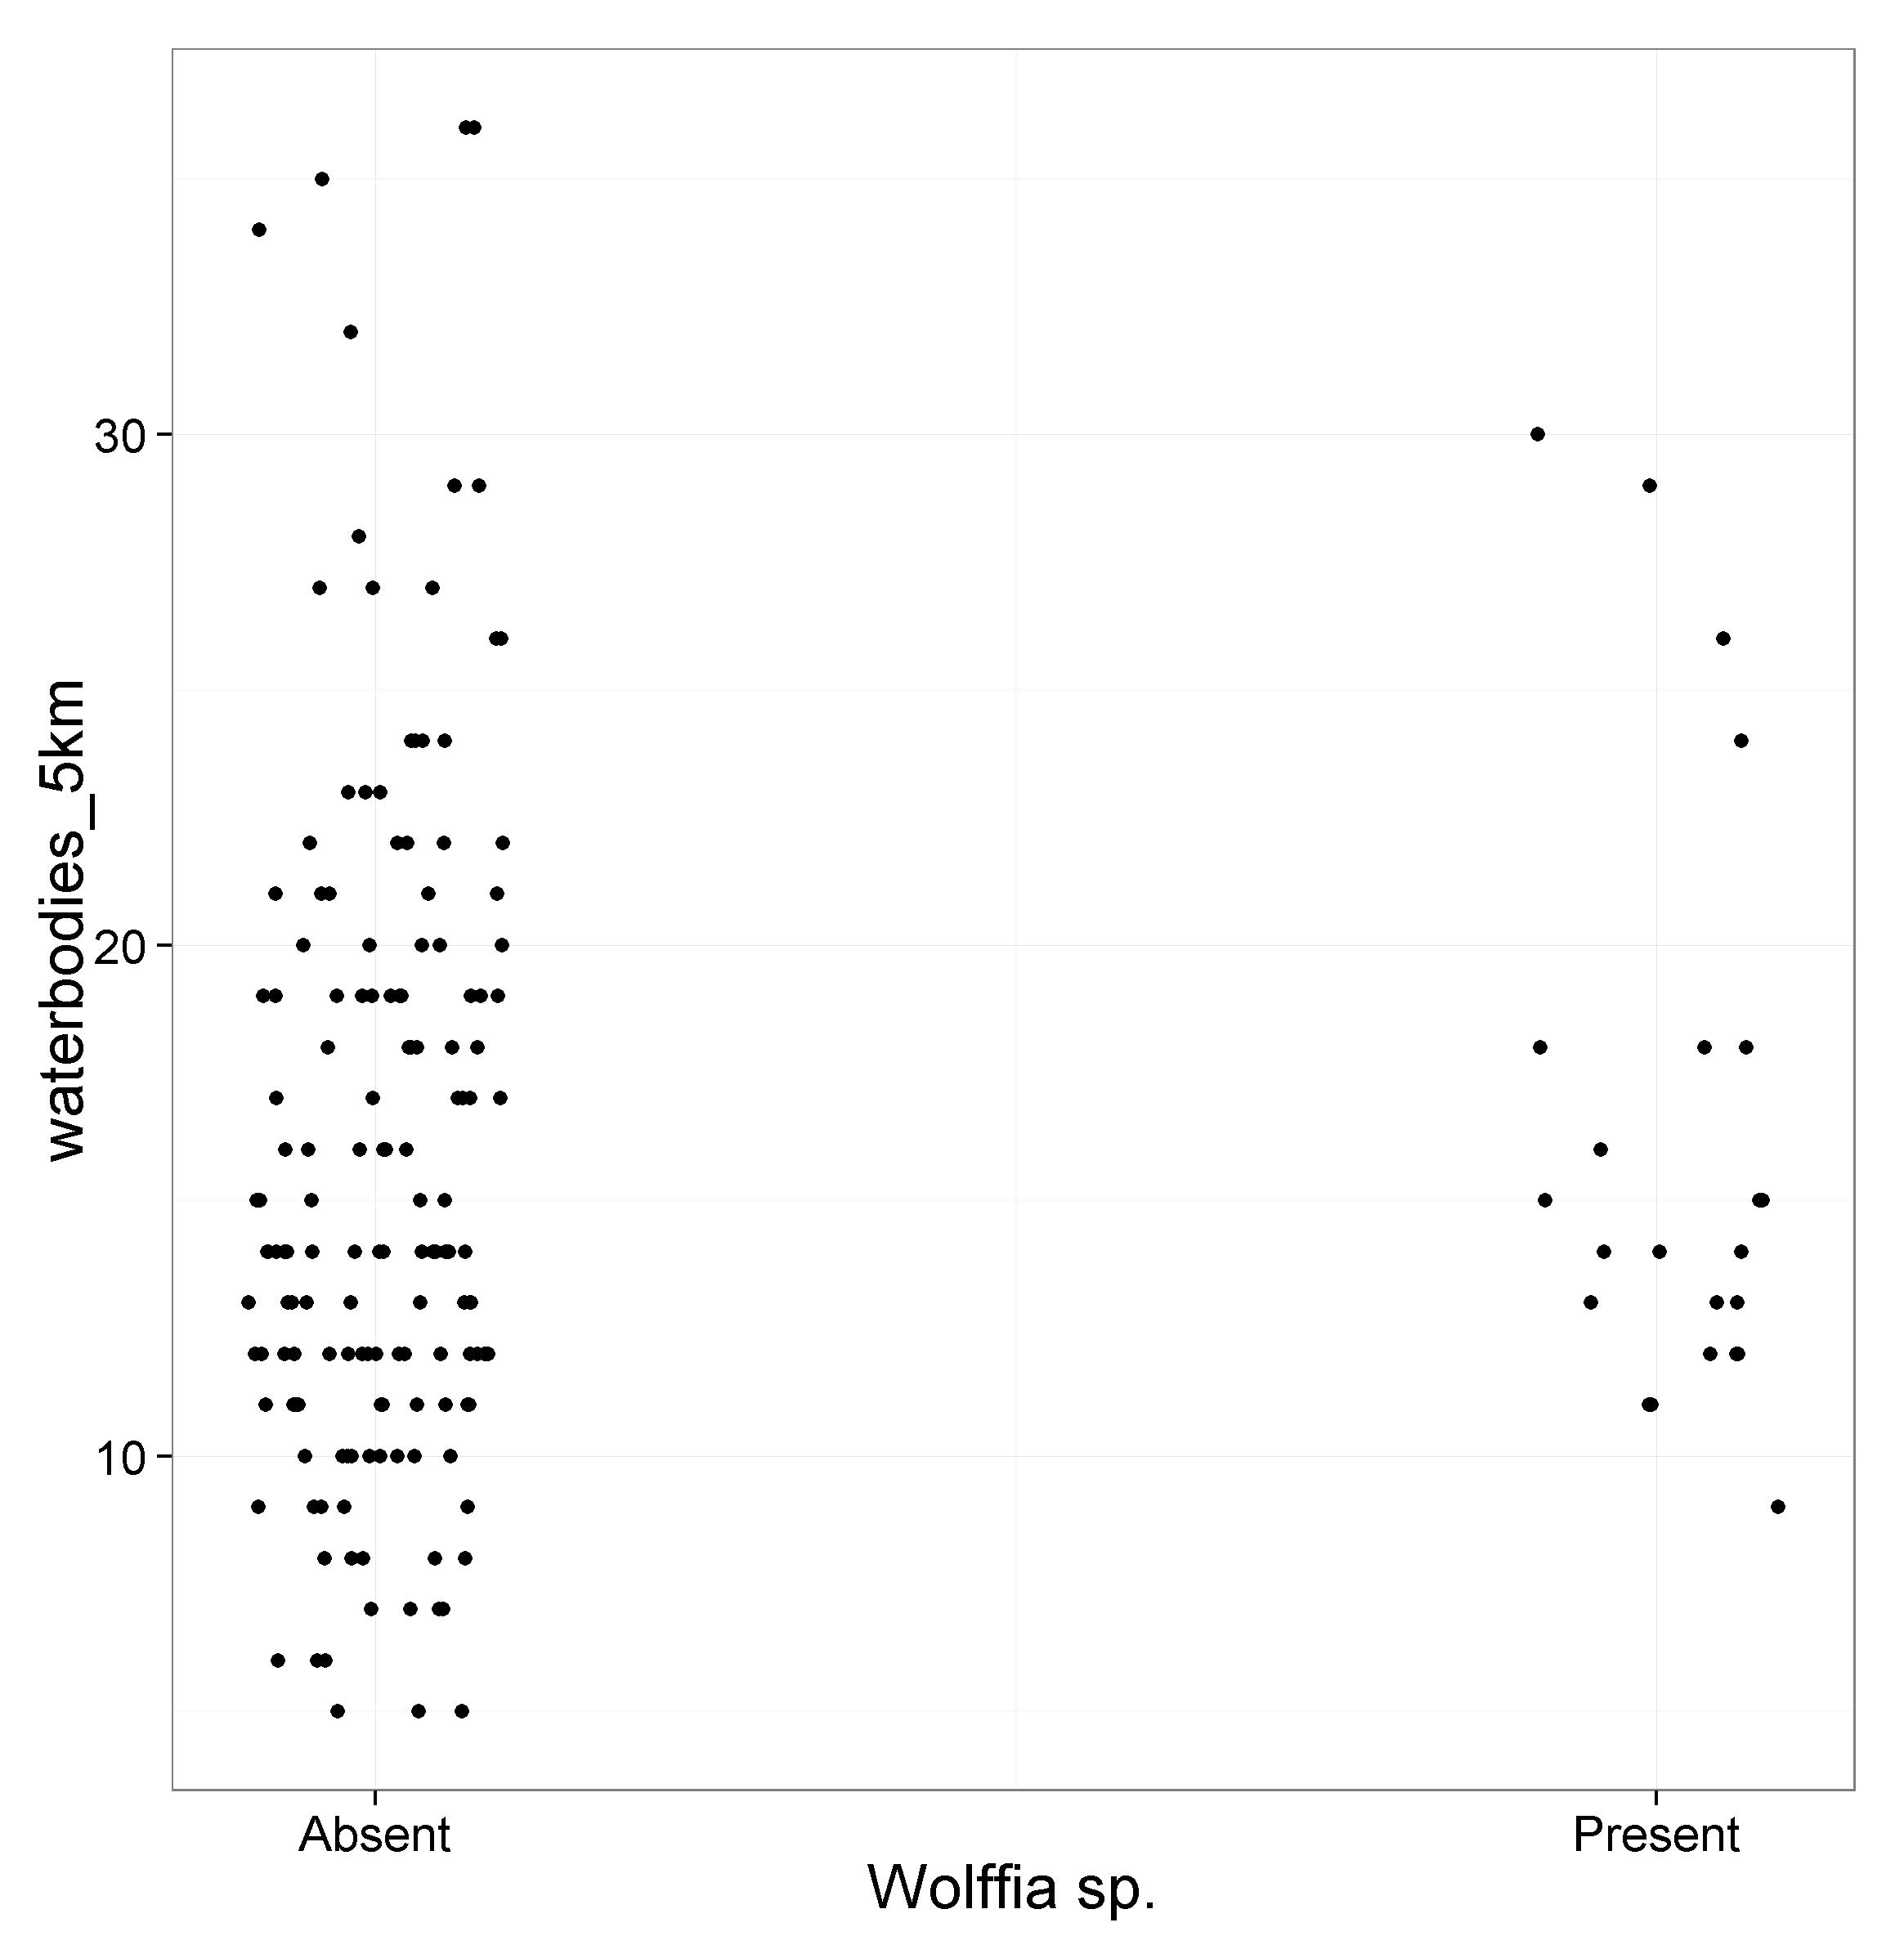 waterbodies_5km
30
20
10
Absent
Present
Wolffia sp.